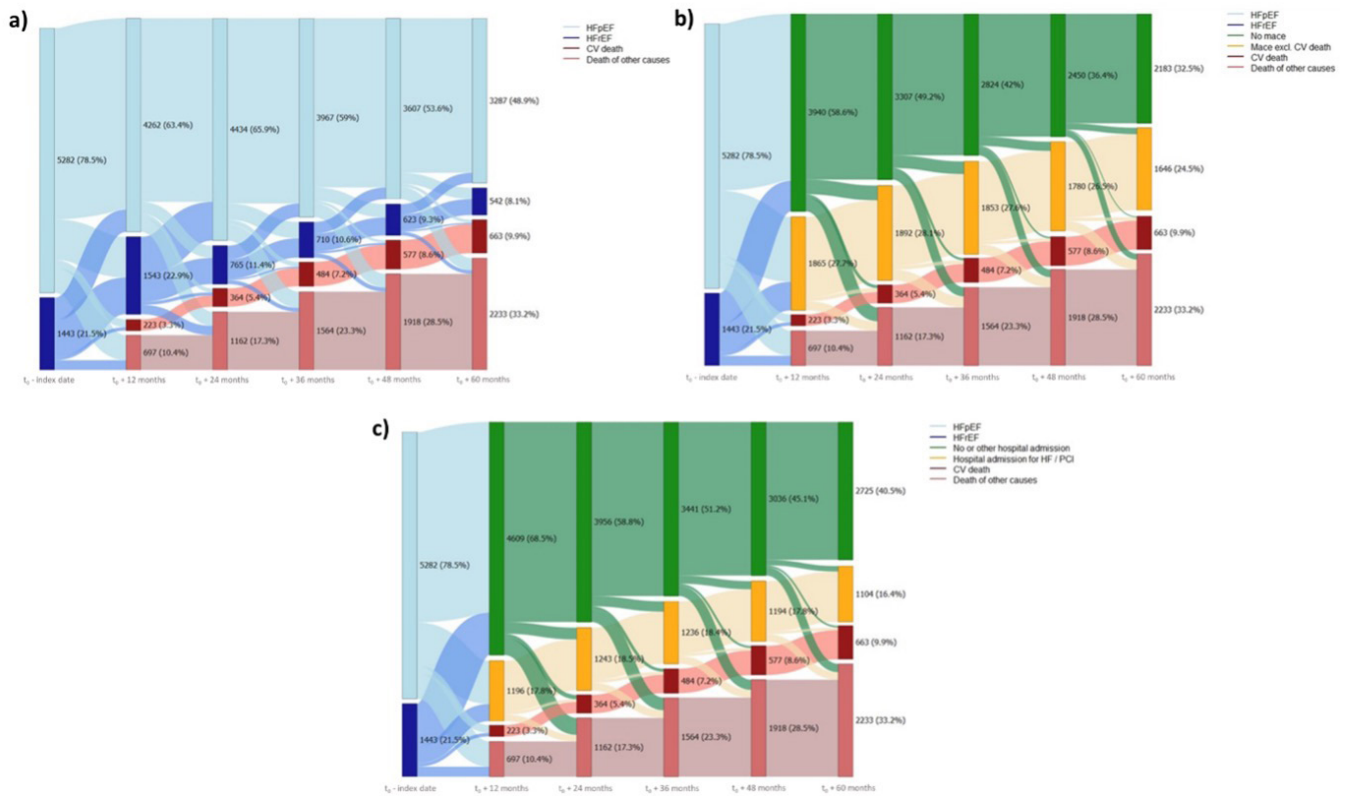 a)
HFpEF
HFrEF
CV death
Death of other causes
5282 (78.5%)
1443 (21.5%)
4262 (63.4%)
1543 (22.9%)
223 (3.3%)
697 (10.4%)
4434 (65.9%)
765 (11.4%)
364 (5.4%)
1162 (17.3%)
3967 (59%)
710 (10.6%)
484 (7.2%)
1564 (23.3%)
3607 (53.6%)
623 (9.3%)
577 (8.6%)
1918 (28.5%)
3287 (48.9%)
542 (8.1%)
663 (9.9%)
2233 (33.2%)
t₀ - index date
t₀ + 12 months
t₀ + 24 months
t₀ + 36 months
t₀ + 48 months
t₀ + 60 months
b)
HFpEF
HFrEF
No mace
Mace excl. CV death
CV death
Death of other causes
5282 (78.5%)
1443 (21.5%)
3940 (58.6%)
1865 (27.7%)
223 (3.3%)
697 (10.4%)
3307 (49.2%)
1892 (28.1%)
364 (5.4%)
1162 (17.3%)
2824 (42%)
1853 (27.6%)
484 (7.2%)
1564 (23.3%)
2450 (36.4%)
1780 (26.5%)
577 (8.6%)
1918 (28.5%)
2183 (32.5%)
1646 (24.5%)
663 (9.9%)
2233 (33.2%)
t₀ - index date
t₀ + 12 months
t₀ + 24 months
t₀ + 36 months
t₀ + 48 months
t₀ + 60 months
c)
HFpEF
HFrEF
No or other hospital admission
Hospital admission for HF / PCI
CV death
Death of other causes
5282 (78.5%)
1443 (21.5%)
4609 (68.5%)
1196 (17.8%)
223 (3.3%)
697 (10.4%)
3956 (58.8%)
1243 (18.5%)
364 (5.4%)
1162 (17.3%)
3441 (51.2%)
1236 (18.4%)
484 (7.2%)
1564 (23.3%)
3036 (45.1%)
1194 (17.8%)
577 (8.6%)
1918 (28.5%)
2725 (40.5%)
1104 (16.4%)
663 (9.9%)
2233 (33.2%)
t₀ - index date
t₀ + 12 months
t₀ + 24 months
t₀ + 36 months
t₀ + 48 months
t₀ + 60 months